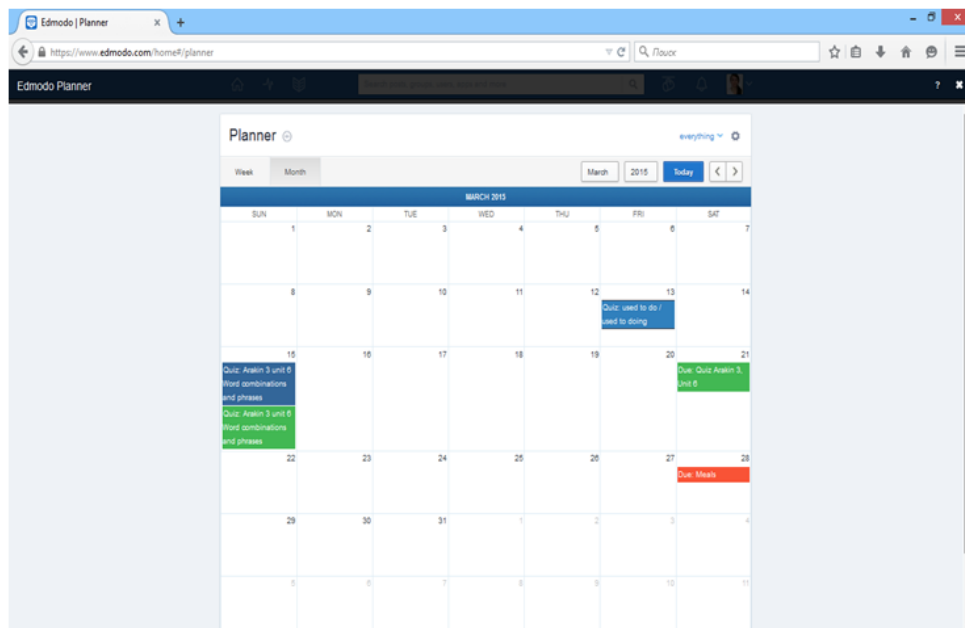 Edmodo | Planner
https://www.edmodo.com/home#/planner
Поиск
Edmodo Planner
Planner
everything
Week Month
March 2015 Today
MARCH 2015
SUN MON TUE WED THU FRI SAT
1 2 3 4 5 6 7
8 9 10 11 12 13 14
Quiz: used to do /
used to doing
15 16 17 18 19 20 21
Quiz: Arakin 3 unit 6
Word combinations
and phrases
Quiz: Arakin 3 unit 6
Word combinations
and phrases
Due: Quiz Arakin 3,
Unit 6
22 23 24 25 26 27 28
Due: Meals
29 30 31 1 2 3 4
5 6 7 8 9 10 11